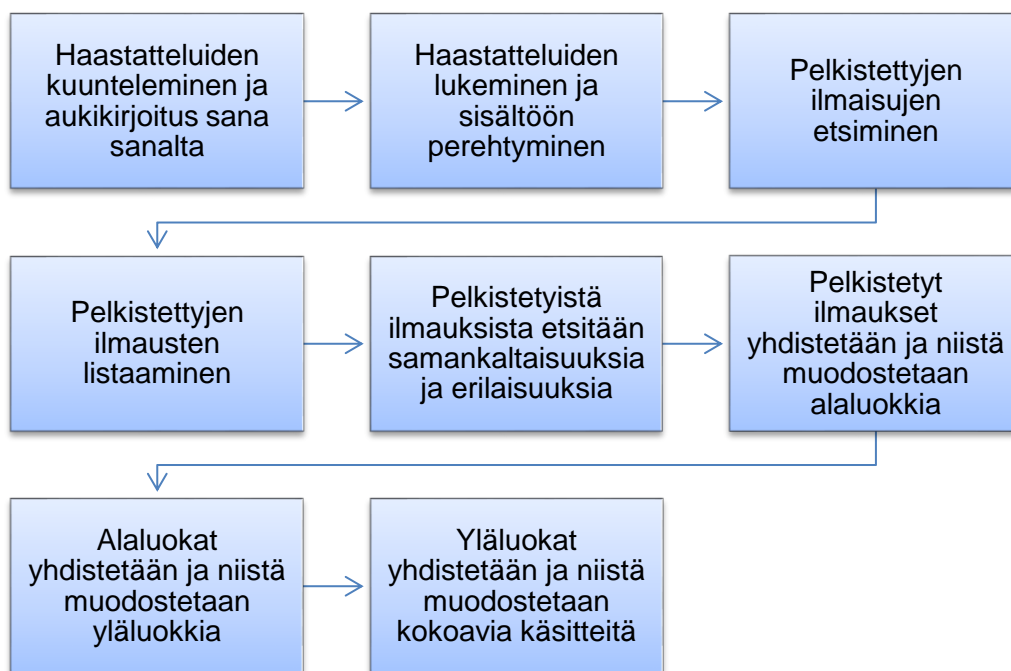 Haastatteluiden
kuunteleminen ja
aukikirjoitus sana
sanalta
Haastatteluiden
lukeminen ja
sisältöön
perehtyminen
Pelkistettyjen
ilmaisujen
etsiminen
Pelkistettyjen
ilmausten
listaaminen
Pelkistetyistä
ilmauksista etsitään
samankaltaisuuksia
ja erilaisuuksia
Pelkistetyt
ilmaukset
yhdistetään ja niistä
muodostetaan
alaluokkia
Alaluokat
yhdistetään ja niistä
muodostetaan
yläluokkia
Yläluokat
yhdistetään ja niistä
muodostetaan
kokoavia käsitteitä